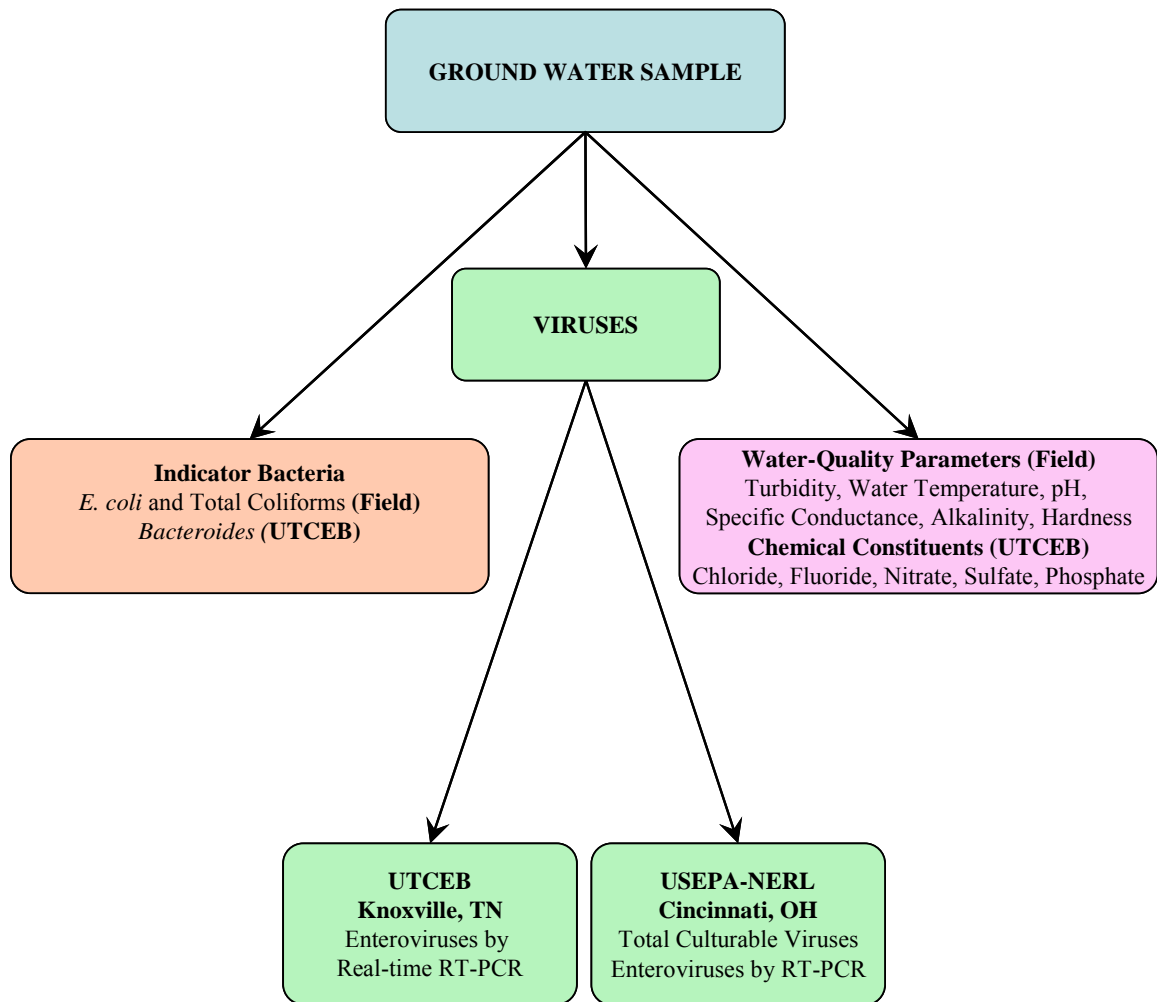 GROUND WATER SAMPLE
VIRUSES
Indicator Bacteria
E. coli and Total Coliforms (Field)
Bacteroides (UTCEB)
Water-Quality Parameters (Field)
Turbidity, Water Temperature, pH,
Specific Conductance, Alkalinity, Hardness
Chemical Constituents (UTCEB)
Chloride, Fluoride, Nitrate, Sulfate, Phosphate
UTCEB
Knoxville, TN
Enteroviruses by
Real-time RT-PCR
USEPA-NERL
Cincinnati, OH
Total Culturable Viruses
Enteroviruses by RT-PCR